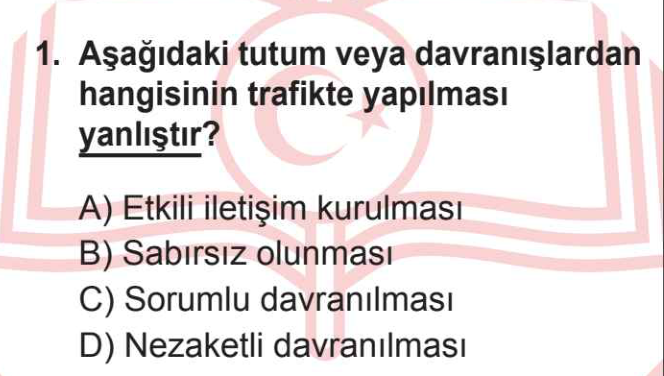 1. Aşağıdaki tutum veya davranışlardan
hangisinin trafikte yapılması
yanlıştır?
A) Etkili iletişim kurulması
B) Sabırsız olunması
C) Sorumlu davranılması
D) Nezaketli davranılması